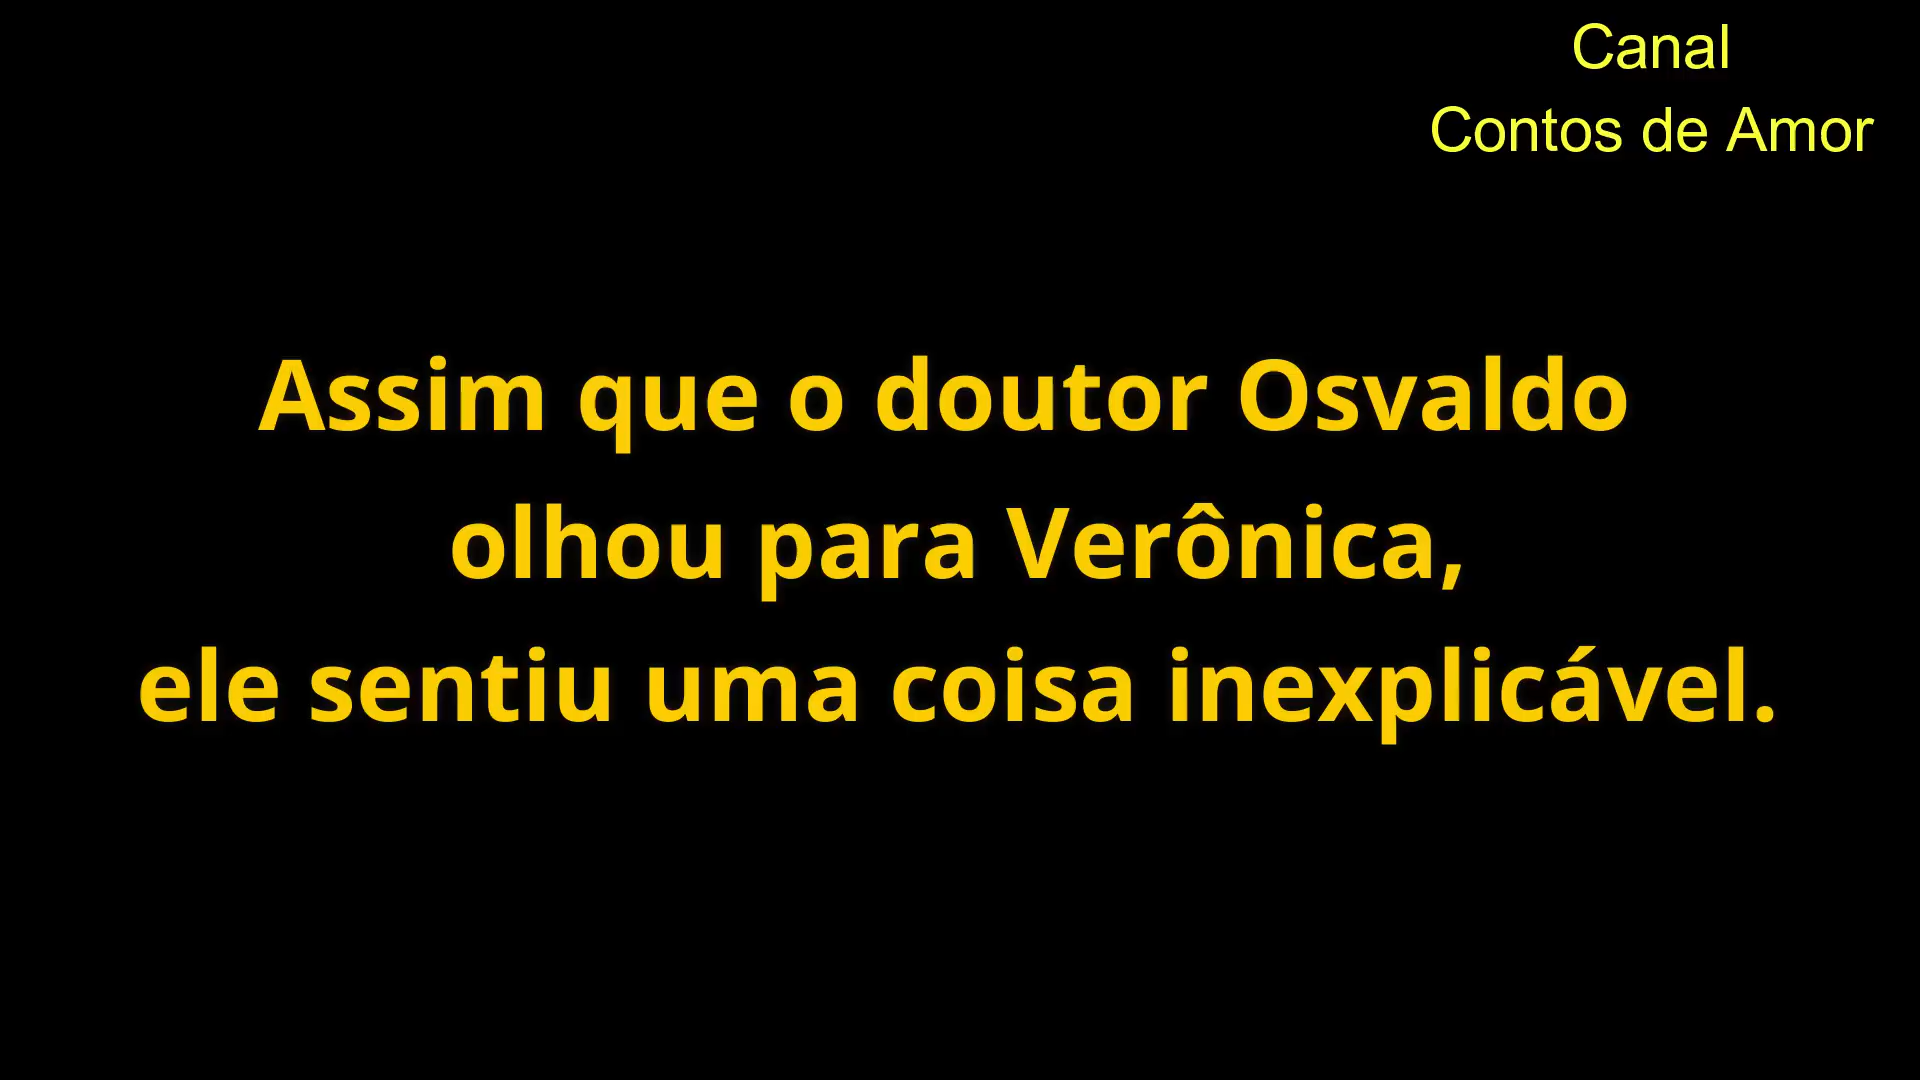 Canal
Contos de Amor
Assim que o doutor Osvaldo
olhou para Verônica,
ele sentiu uma coisa inexplicável.